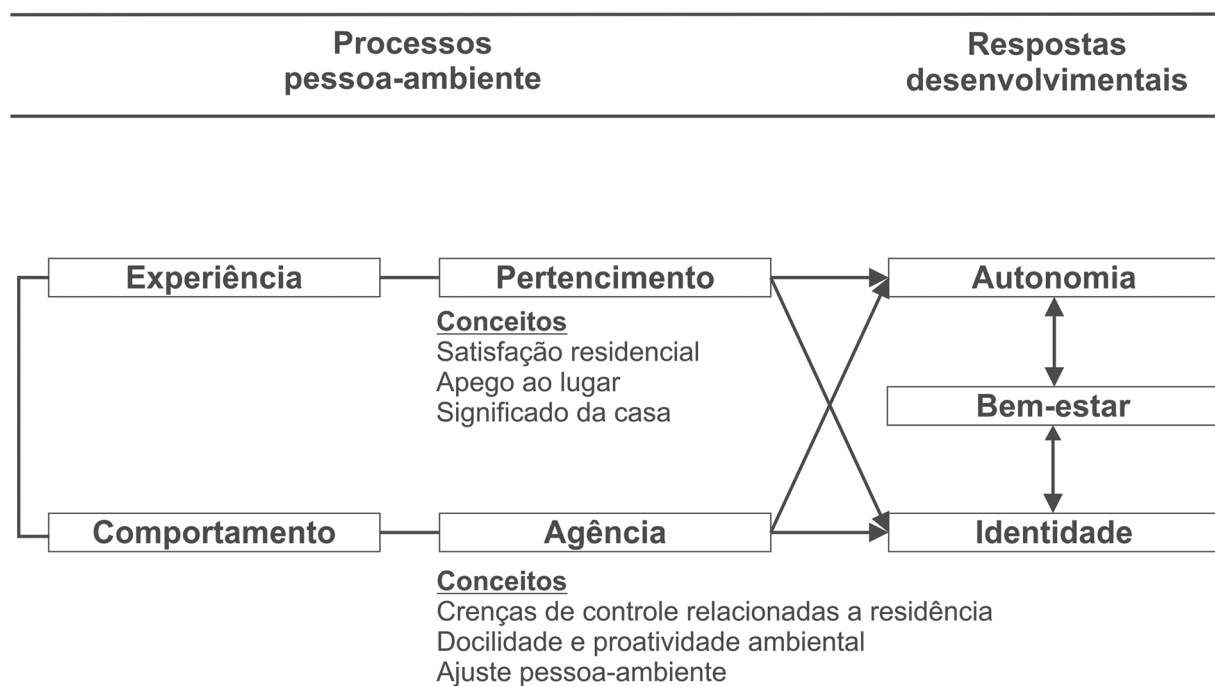 Processos
pessoa-ambiente
Respostas
desenvolvimentais
Experiência
Pertencimento
Autonomia
Conceitos
Satisfação residencial
Apego ao lugar
Significado da casa
Bem-estar
Comportamento
Agência
Identidade
Conceitos
Crenças de controle relacionadas a residência
Docilidade e proatividade ambiental
Ajuste pessoa-ambiente